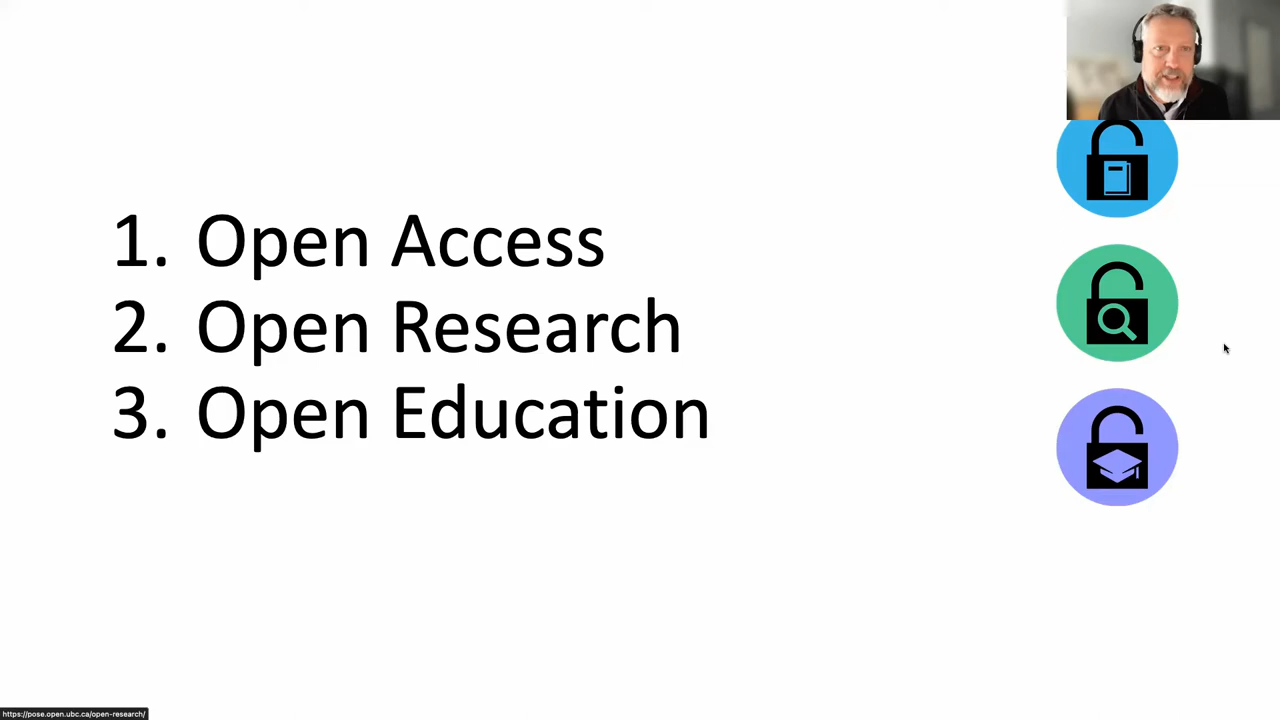 1. Open Access
2. Open Research
3. Open Education
https://pose.open.ubc.ca/open-research/